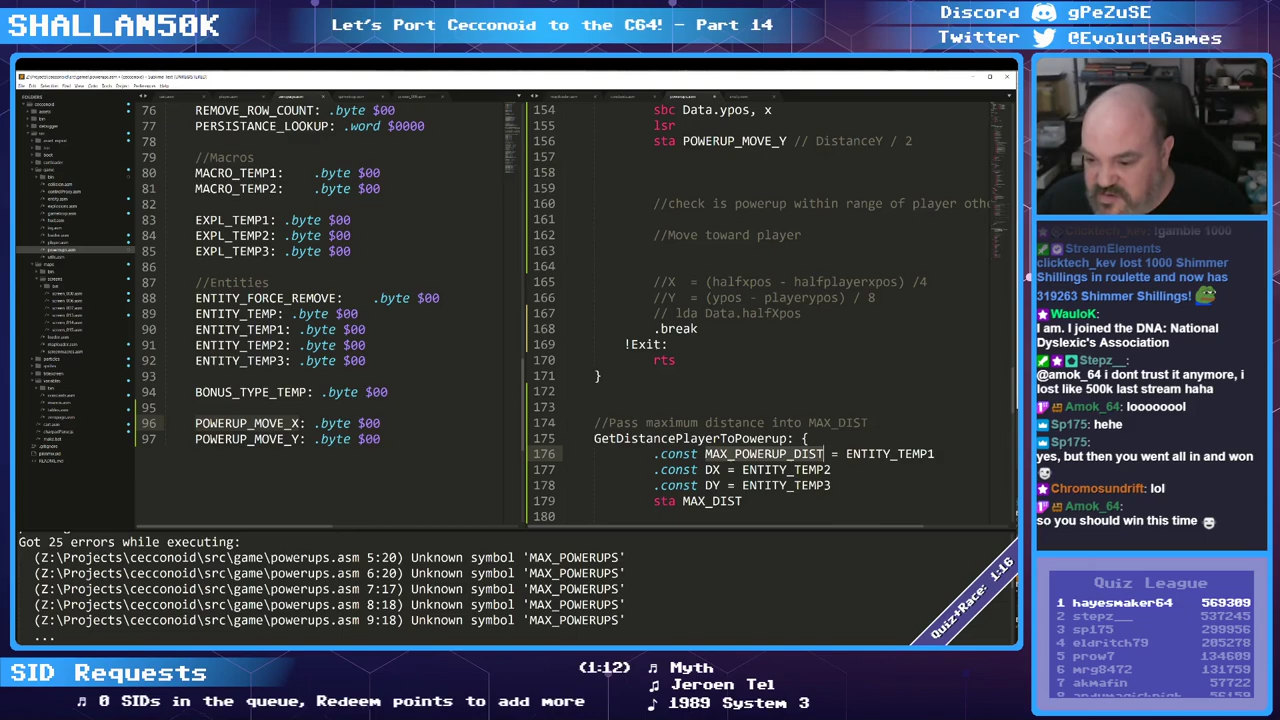 SHALLAN50K
Let's Port Cecconoid to the C64! - Part 14
Discord gPeZuSE
Twitter @EvoluteGames
FOLDERS
76 REMOVE_ROW_COUNT: .byte $00
77 PERSISTANCE_LOOKUP: .word $0000
78
79 //Macros
80 MACRO_TEMP1: .byte $00
81 MACRO_TEMP2: .byte $00
82
83 EXPL_TEMP1: .byte $00
84 EXPL_TEMP2: .byte $00
85 EXPL_TEMP3: .byte $00
86
87 //Entities
88 ENTITY_FORCE_REMOVE: .byte $00
89 ENTITY_TEMP: .byte $00
90 ENTITY_TEMP1: .byte $00
91 ENTITY_TEMP2: .byte $00
92 ENTITY_TEMP3: .byte $00
93
94 BONUS_TYPE_TEMP: .byte $00
95
96 POWERUP_MOVE_X: .byte $00
97 POWERUP_MOVE_Y: .byte $00
154 sbc Data.ypos, x
155 lsr
156 sta POWERUP_MOVE_Y // DistanceY / 2
157
158
159
160 //check is powerup within range of player othe
161
162 //Move toward player
163
164
165 //X = (halfxpos - halfplayerxpos) /4
166 //Y = (ypos - playerypos) / 8
167 // lda Data.halfXpos
168 .break
169 !Exit:
170 rts
171 }
172
173
174 //Pass maximum distance into MAX_DIST
175 GetDistancePlayerToPowerup: {
176 .const MAX_POWERUP_DIST = ENTITY_TEMP1
177 .const DX = ENTITY_TEMP2
178 .const DY = ENTITY_TEMP3
179 sta MAX_DIST
180
Got 25 errors while executing:
(Z:\Projects\cecconoid\src\game\powerups.asm 5:20) Unknown symbol 'MAX_POWERUPS'
(Z:\Projects\cecconoid\src\game\powerups.asm 6:20) Unknown symbol 'MAX_POWERUPS'
(Z:\Projects\cecconoid\src\game\powerups.asm 7:17) Unknown symbol 'MAX_POWERUPS'
(Z:\Projects\cecconoid\src\game\powerups.asm 8:18) Unknown symbol 'MAX_POWERUPS'
(Z:\Projects\cecconoid\src\game\powerups.asm 9:18) Unknown symbol 'MAX_POWERUPS'
...
Quiz+Race: 1:16
Clicktech_kev: !gamble 1000
StreamElements
clicktech_kev lost 1000 Shimmer
Shillings in roulette and now has
319263 Shimmer Shillings!
WauloK:
I am. I joined the DNA: National
Dyslexic's Association
Stepz__:
@amok_64 i dont trust it anymore, i
lost like 500k last stream haha
Amok_64: looooool
Sp175: hehe
Sp175:
yes, but then you went all in and won
Chromosundrift: lol
Amok_64:
so you should win this time
Quiz League
1 hayesmaker64 569309
2 stepz__ 537245
3 sp175 299956
4 eldritch79 205278
5 prow7 134609
6 mrg8472 131759
7 akmafin 57722
SID Requests
0 SIDs in the queue, Redeem points to add more
(1:12) Myth
Jeroen Tel
1989 System 3